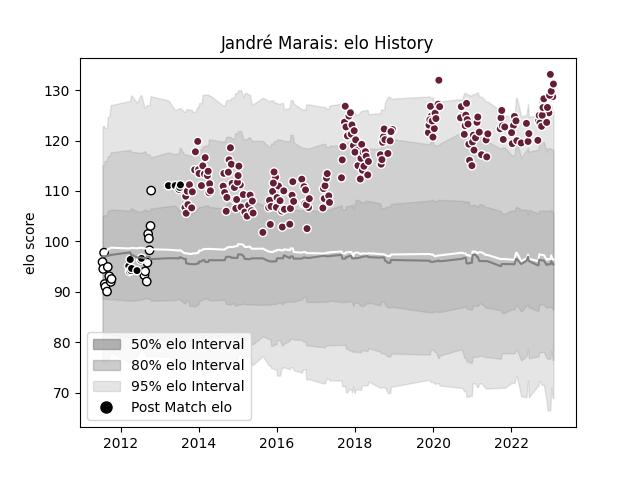 Jandré Marais: elo History
elo score
130
120
110
100
90
80
70
50% elo Interval
80% elo Interval
95% elo Interval
Post Match elo
2012
2014
2016
2018
2020
2022